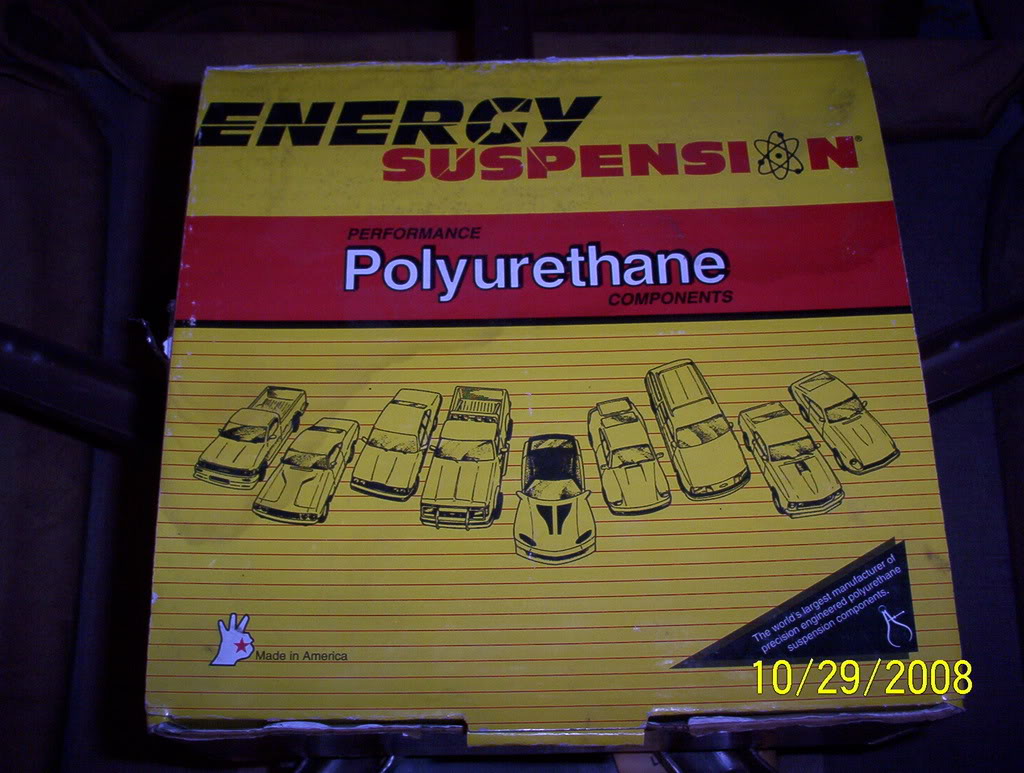 ENERGY
SUSPENSION®
PERFORMANCE
Polyurethane
COMPONENTS
The world's largest manufacturer of
precision engineered polyurethane
suspension components.
Made in America
10/29/2008